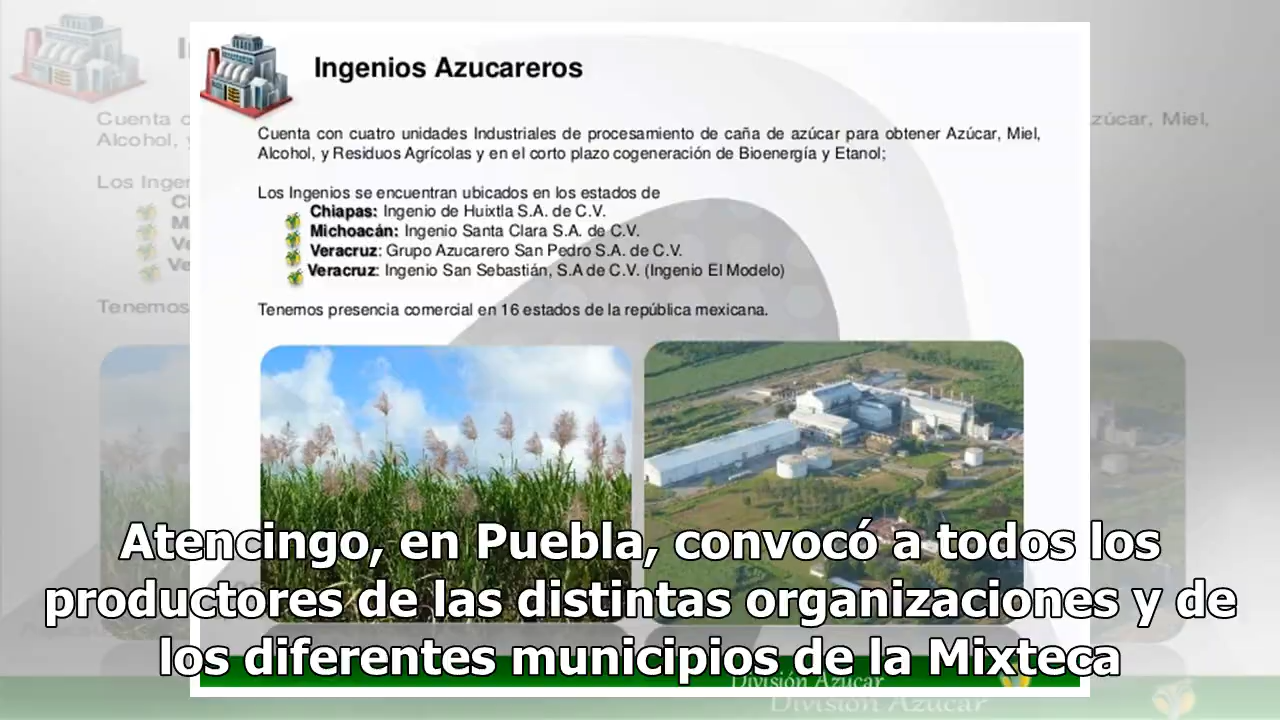 Ingenios Azucareros
Cuenta con cuatro unidades Industriales de procesamiento de caña de azúcar para obtener Azúcar, Miel,
Alcohol, y Residuos Agrícolas y en el corto plazo cogeneración de Bioenergía y Etanol;
Los Ingenios se encuentran ubicados en los estados de
Chiapas: Ingenio de Huixtla S.A. de C.V.
Michoacán: Ingenio Santa Clara S.A. de C.V.
Veracruz: Grupo Azucarero San Pedro S.A. de C.V.
Veracruz: Ingenio San Sebastián, S.A de C.V. (Ingenio El Modelo)
Tenemos presencia comercial en 16 estados de la república mexicana.
Atencingo, en Puebla, convocó a todos los
productores de las distintas organizaciones y de
los diferentes municipios de la Mixteca
División Azúcar
División Azúcar